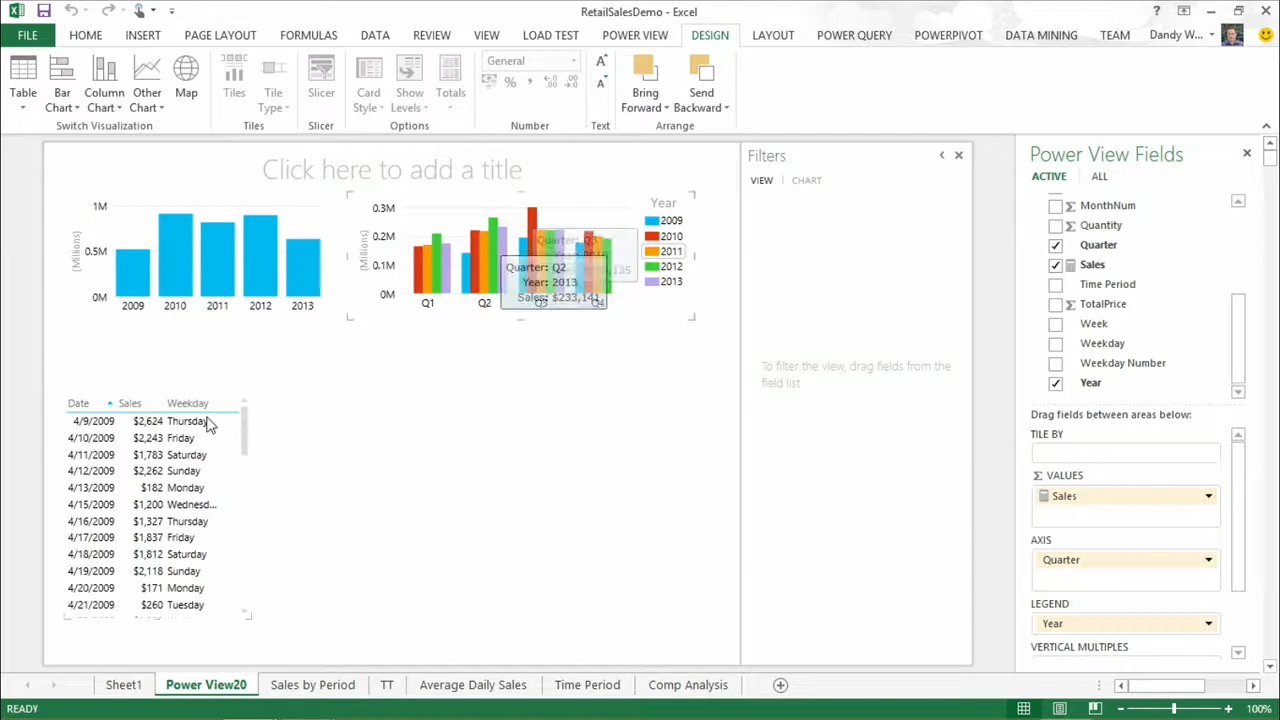 RetailSalesDemo - Excel
?
FILE HOME INSERT PAGE LAYOUT FORMULAS DATA REVIEW VIEW LOAD TEST POWER VIEW DESIGN LAYOUT POWER QUERY POWERPIVOT DATA MINING TEAM Dandy W...
General
% ,
Table Bar Chart Column Chart Other Chart Map Tiles Tile Type Slicer Card Style Show Levels Totals A A Bring Forward Send Backward
Switch Visualization Tiles Slicer Options Number Text Arrange
Click here to add a title
1M
0.5M
0M
(Millions)
2009 2010 2011 2012 2013
0.3M
0.2M
0.1M
0M
(Millions)
Q1 Q2 Q3 Q4
Quarter: Q3
Quarter: Q2
Year: 2013
Sales: $233,141
Year
2009
2010
2011
2012
2013
Date Sales Weekday
4/9/2009 $2,624 Thursday
4/10/2009 $2,243 Friday
4/11/2009 $1,783 Saturday
4/12/2009 $2,262 Sunday
4/13/2009 $182 Monday
4/15/2009 $1,200 Wednesd...
4/16/2009 $1,327 Thursday
4/17/2009 $1,837 Friday
4/18/2009 $1,812 Saturday
4/19/2009 $2,118 Sunday
4/20/2009 $171 Monday
4/21/2009 $260 Tuesday
Filters
VIEW CHART
To filter the view, drag fields from the
field list
Power View Fields
ACTIVE ALL
Σ MonthNum
Σ Quantity
Quarter
Sales
Time Period
Σ TotalPrice
Week
Weekday
Weekday Number
Year
Drag fields between areas below:
TILE BY
Σ VALUES
Sales
AXIS
Quarter
LEGEND
Year
VERTICAL MULTIPLES
Sheet1 Power View20 Sales by Period TT Average Daily Sales Time Period Comp Analysis
READY 100%